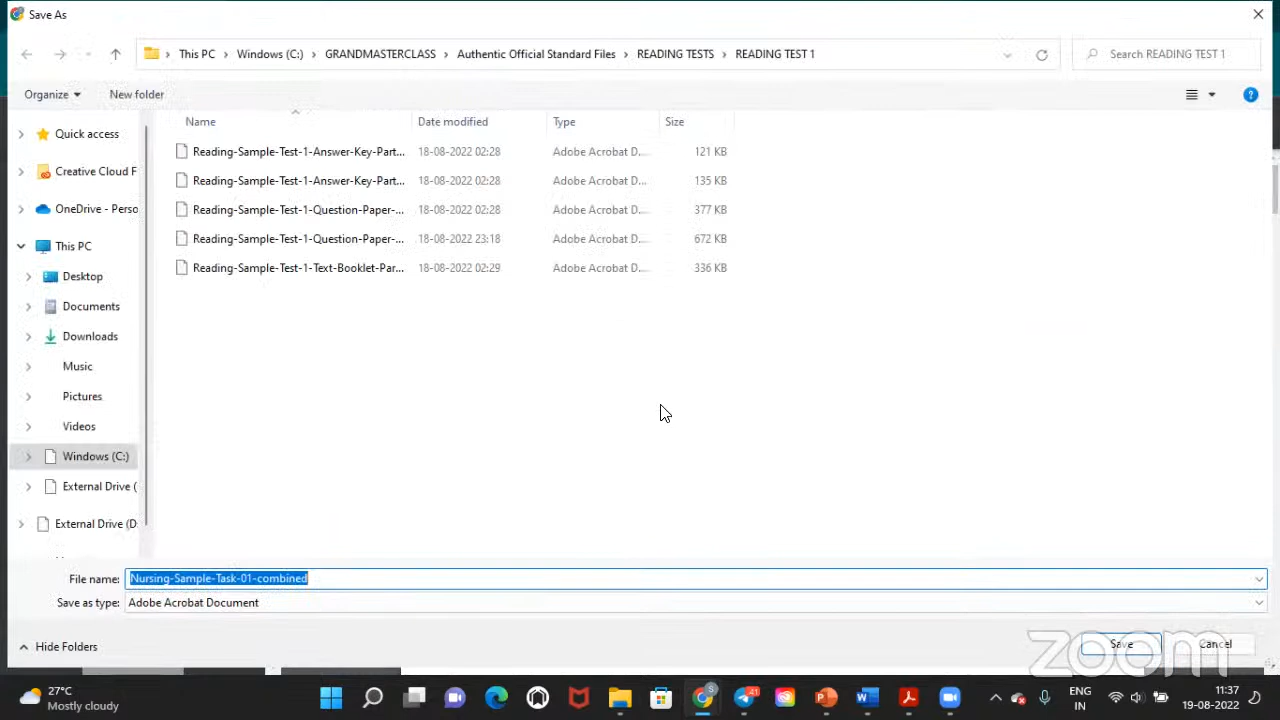 Save As
This PC > Windows (C:) > GRANDMASTERCLASS > Authentic Official Standard Files > READING TESTS > READING TEST 1
Search READING TEST 1
Organize
New folder
Name Date modified Type Size
Quick access
Creative Cloud F
OneDrive - Perso
This PC
Desktop
Documents
Downloads
Music
Pictures
Videos
Windows (C:)
External Drive (
External Drive (D
Reading-Sample-Test-1-Answer-Key-Part... 18-08-2022 02:28 Adobe Acrobat D... 121 KB
Reading-Sample-Test-1-Answer-Key-Part... 18-08-2022 02:28 Adobe Acrobat D... 135 KB
Reading-Sample-Test-1-Question-Paper-... 18-08-2022 02:28 Adobe Acrobat D... 377 KB
Reading-Sample-Test-1-Question-Paper-... 18-08-2022 23:18 Adobe Acrobat D... 672 KB
Reading-Sample-Test-1-Text-Booklet-Par... 18-08-2022 02:29 Adobe Acrobat D... 336 KB
File name: Nursing-Sample-Task-01-combined
Save as type: Adobe Acrobat Document
Hide Folders
Save
Cancel
zoom
27°C
Mostly cloudy
41
ENG
IN
11:37
19-08-2022